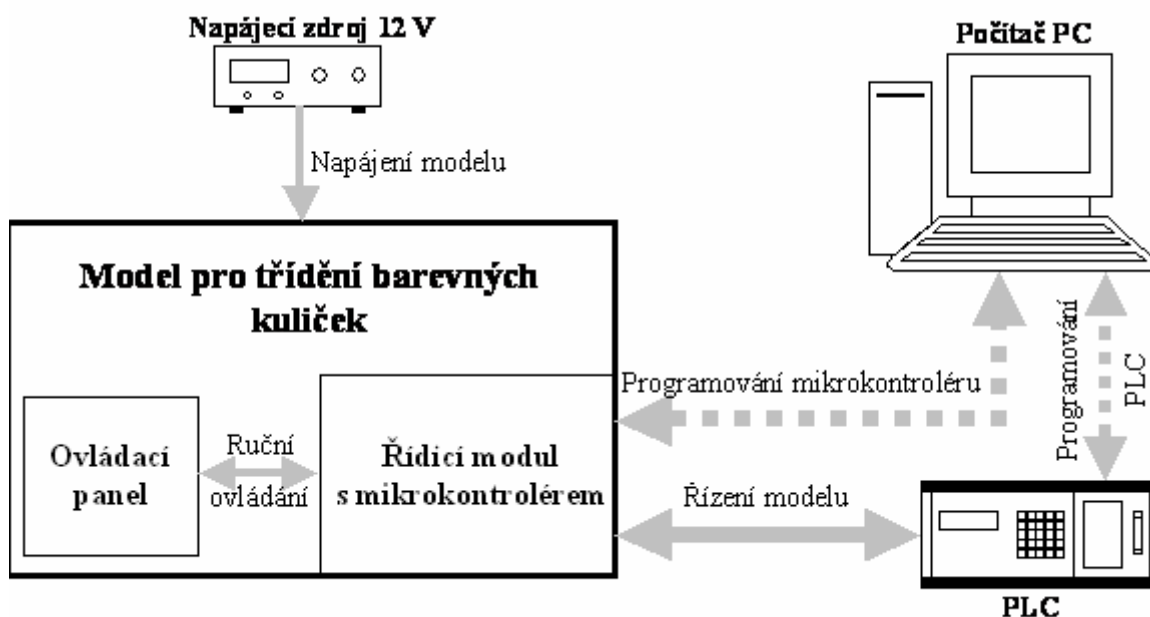 Napájecí zdroj 12 V
Počítač PC
Napájení modelu
Model pro třídění barevných
kuliček
Programování mikrokontroléru
Programování
PLC
Ovládací
panel
Ruční
ovládání
Řídicí modul
s mikrokontrolérem
Řízení modelu
PLC